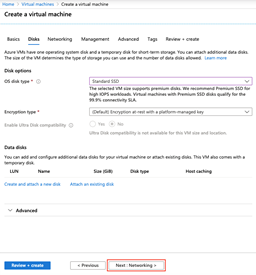 Home > Virtual machines > Create a virtual machine
Create a virtual machine
Basics Disks Networking Management Advanced Tags Review + create
Azure VMs have one operating system disk and a temporary disk for short-term storage. You can attach additional data disks.
The size of the VM determines the type of storage you can use and the number of data disks allowed. Learn more
Disk options
OS disk type * Standard SSD
The selected VM size supports premium disks. We recommend Premium SSD for
high IOPS workloads. Virtual machines with Premium SSD disks qualify for the
99.9% connectivity SLA.
Encryption type * (Default) Encryption at-rest with a platform-managed key
Enable Ultra Disk compatibility Yes No
Ultra Disk compatibility is not available for this VM size and location.
Data disks
You can add and configure additional data disks for your virtual machine or attach existing disks. This VM also comes with a
temporary disk.
LUN Name Size (GiB) Disk type Host caching
Create and attach a new disk Attach an existing disk
Advanced
Review + create < Previous Next : Networking >